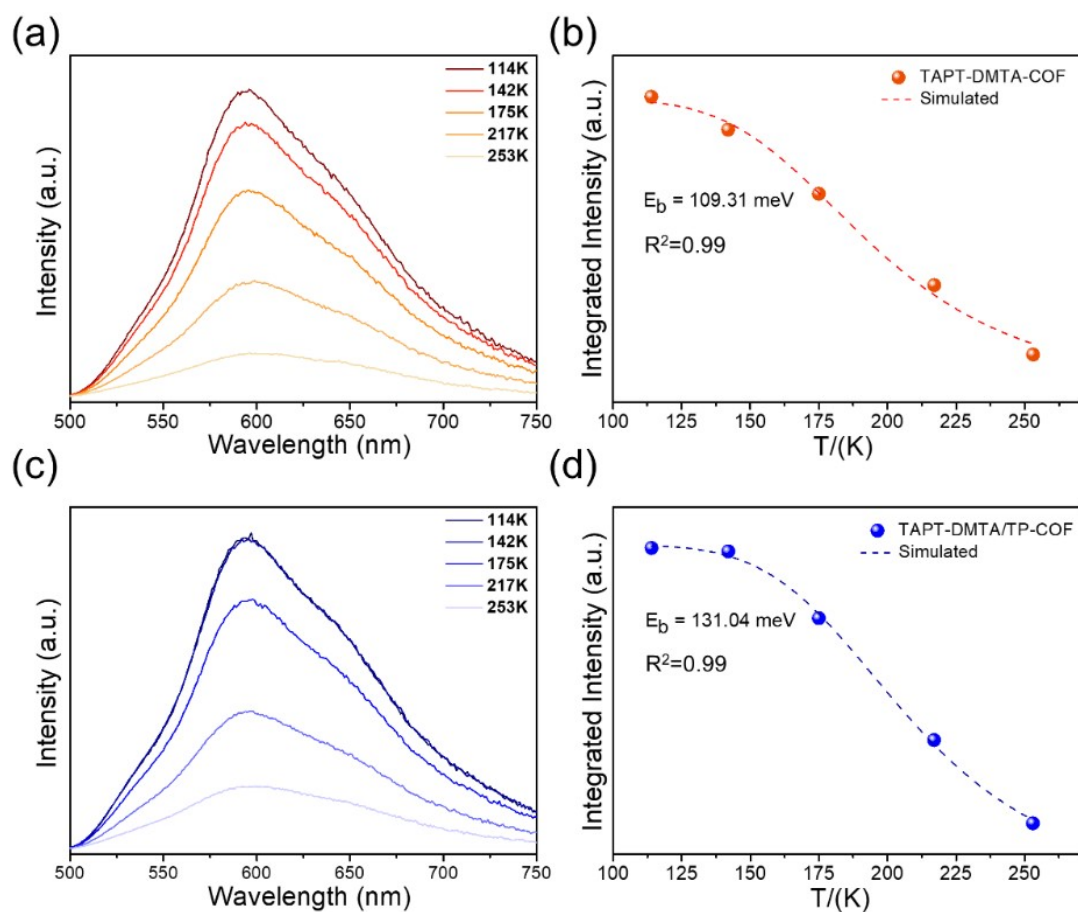 (a)
114K
142K
175K
217K
253K
Intensity (a.u.)
500 550 600 650 700 750
Wavelength (nm)
(b)
TAPT-DMTA-COF
Simulated
E_b = 109.31 meV
R²=0.99
Integrated Intensity (a.u.)
100 125 150 175 200 225 250 275
T/(K)
(c)
114K
142K
175K
217K
253K
Intensity (a.u.)
500 550 600 650 700 750
Wavelength (nm)
(d)
TAPT-DMTA/TP-COF
Simulated
E_b = 131.04 meV
R²=0.99
Integrated Intensity (a.u.)
100 125 150 175 200 225 250 275
T/(K)